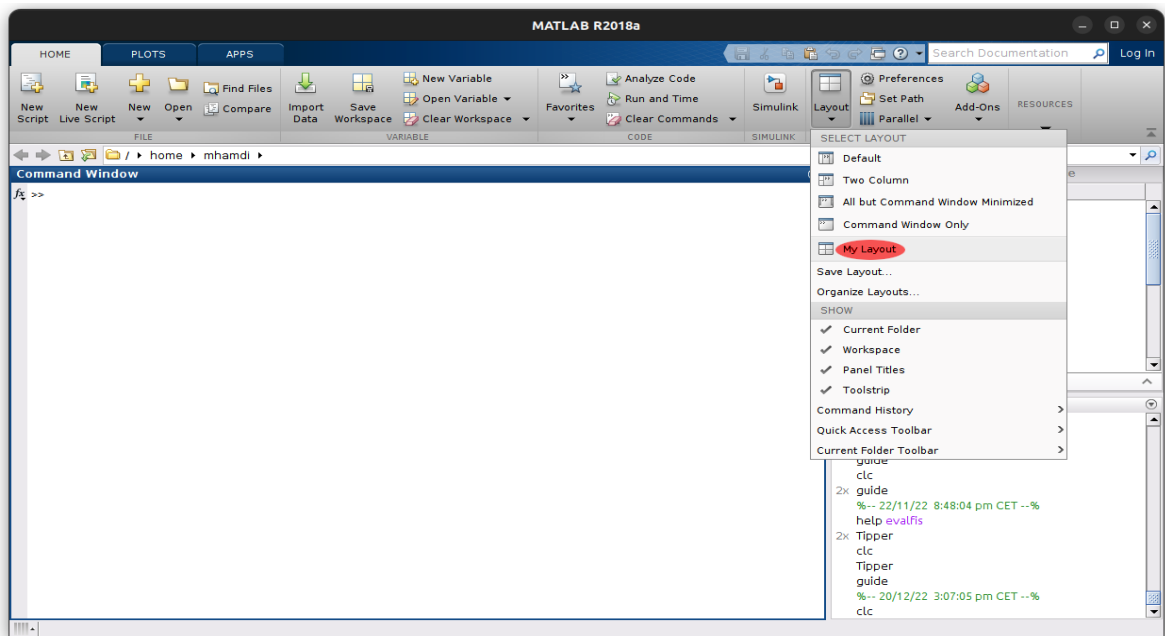 MATLAB R2018a
HOME PLOTS APPS Search Documentation Log In
New Script
New Live Script
New
Open
Find Files
Compare
FILE
Import Data
Save Workspace
New Variable
Open Variable
Clear Workspace
VARIABLE
Favorites
Analyze Code
Run and Time
Clear Commands
CODE
Simulink
SIMULINK
Layout
Preferences
Set Path
Parallel
Add-Ons
RESOURCES
/ home mhamdi
Command Window
fx >>
SELECT LAYOUT
Default
Two Column
All but Command Window Minimized
Command Window Only
My Layout
Save Layout...
Organize Layouts...
SHOW
Current Folder
Workspace
Panel Titles
Toolstrip
Command History
Quick Access Toolbar
Current Folder Toolbar
guide
clc
2x guide
%-- 22/11/22 8:48:04 pm CET --%
help evalfis
2x Tipper
clc
Tipper
guide
%-- 20/12/22 3:07:05 pm CET --%
clc